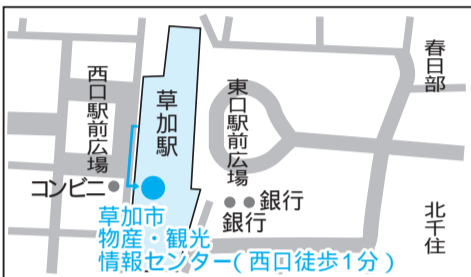 春日部
西口駅前広場
草加駅
東口駅前広場
コンビニ
銀行
銀行
北千住
草加市
物産・観光
情報センター(西口徒歩1分)